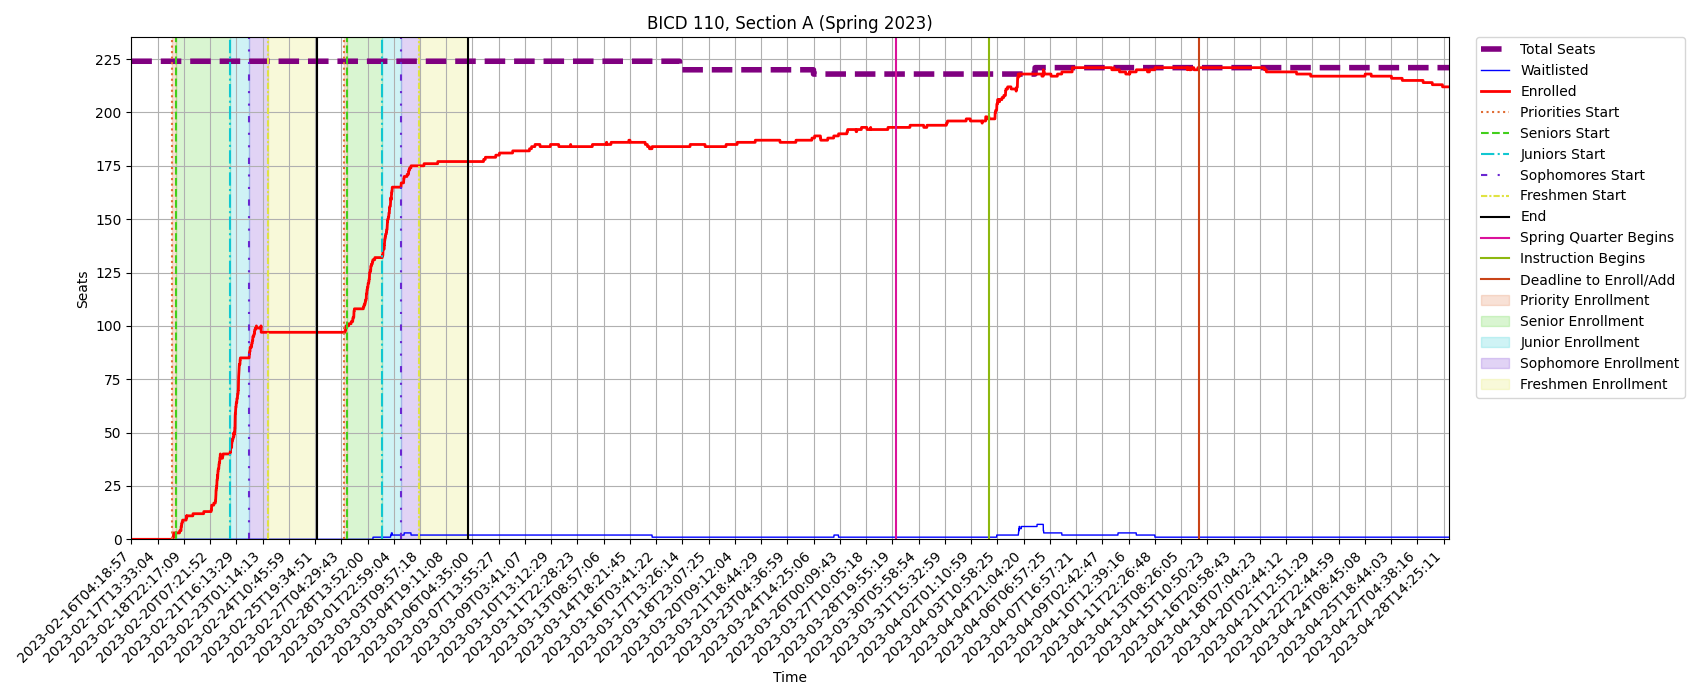 BICD 110, Section A (Spring 2023)
Seats
225
200
175
150
125
100
75
50
25
0
2023-02-16T04:18:57
2023-02-17T13:33:04
2023-02-18T22:17:09
2023-02-20T07:21:52
2023-02-21T16:13:29
2023-02-23T01:14:13
2023-02-24T10:45:59
2023-02-25T19:34:51
2023-02-27T04:29:43
2023-02-28T13:52:00
2023-03-01T22:59:04
2023-03-03T09:57:18
2023-03-04T19:11:08
2023-03-06T04:35:00
2023-03-07T13:55:27
2023-03-09T03:41:07
2023-03-10T13:12:29
2023-03-11T22:28:23
2023-03-13T08:57:06
2023-03-14T18:21:45
2023-03-16T03:41:22
2023-03-17T13:26:14
2023-03-18T23:07:25
2023-03-20T09:12:04
2023-03-21T18:44:29
2023-03-23T04:36:59
2023-03-24T14:25:06
2023-03-26T00:09:43
2023-03-27T10:05:18
2023-03-28T19:55:19
2023-03-30T05:58:54
2023-03-31T15:32:59
2023-04-02T01:10:59
2023-04-03T10:58:25
2023-04-04T21:04:20
2023-04-06T06:57:25
2023-04-07T16:57:21
2023-04-09T02:42:47
2023-04-10T12:39:16
2023-04-11T22:26:48
2023-04-13T08:26:05
2023-04-15T10:50:23
2023-04-16T20:58:43
2023-04-18T07:04:23
2023-04-20T02:44:12
2023-04-21T12:51:29
2023-04-22T22:44:59
2023-04-24T08:45:08
2023-04-25T18:44:03
2023-04-27T04:38:16
2023-04-28T14:25:11
Time
Total Seats
Waitlisted
Enrolled
Priorities Start
Seniors Start
Juniors Start
Sophomores Start
Freshmen Start
End
Spring Quarter Begins
Instruction Begins
Deadline to Enroll/Add
Priority Enrollment
Senior Enrollment
Junior Enrollment
Sophomore Enrollment
Freshmen Enrollment